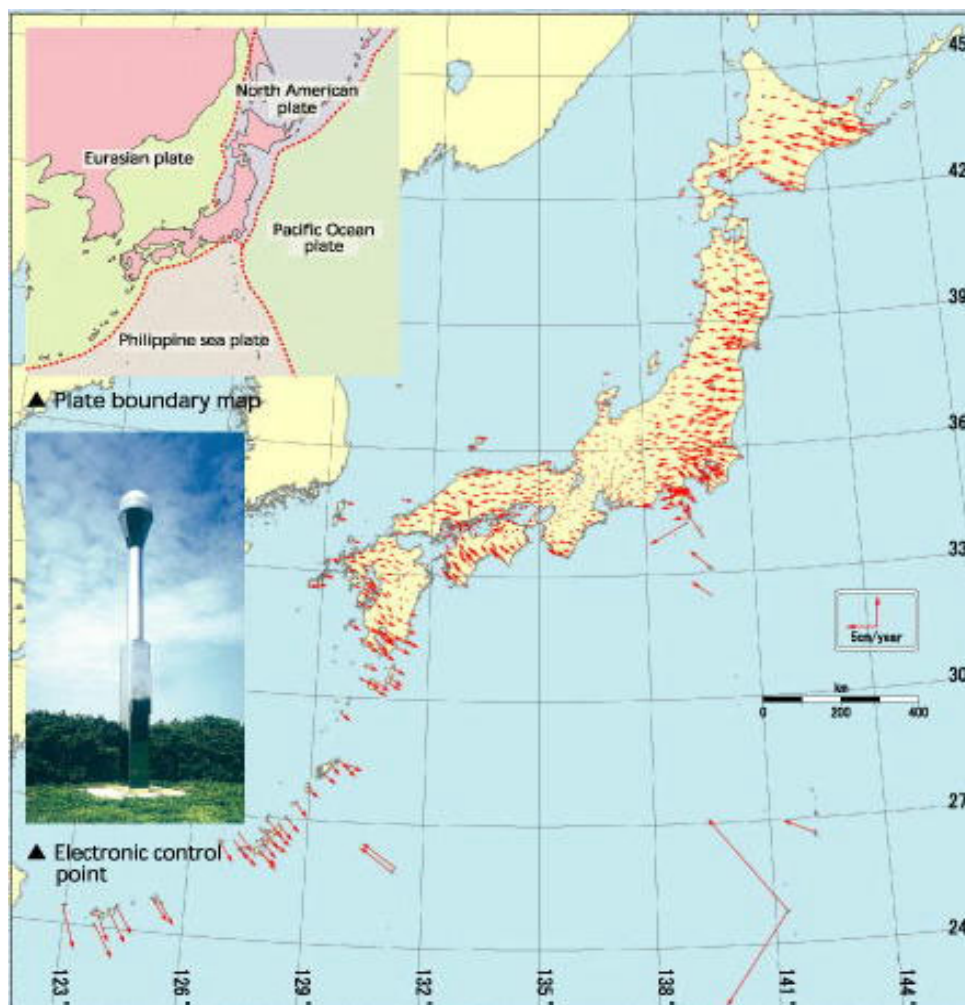 North American
plate
Eurasian plate
Pacific Ocean
plate
Philippine sea plate
▲ Plate boundary map
▲ Electronic control
point
45
42
39
36
33
30
27
24
5cm/year
km
0 200 400
123 126 129 132 135 138 141 144